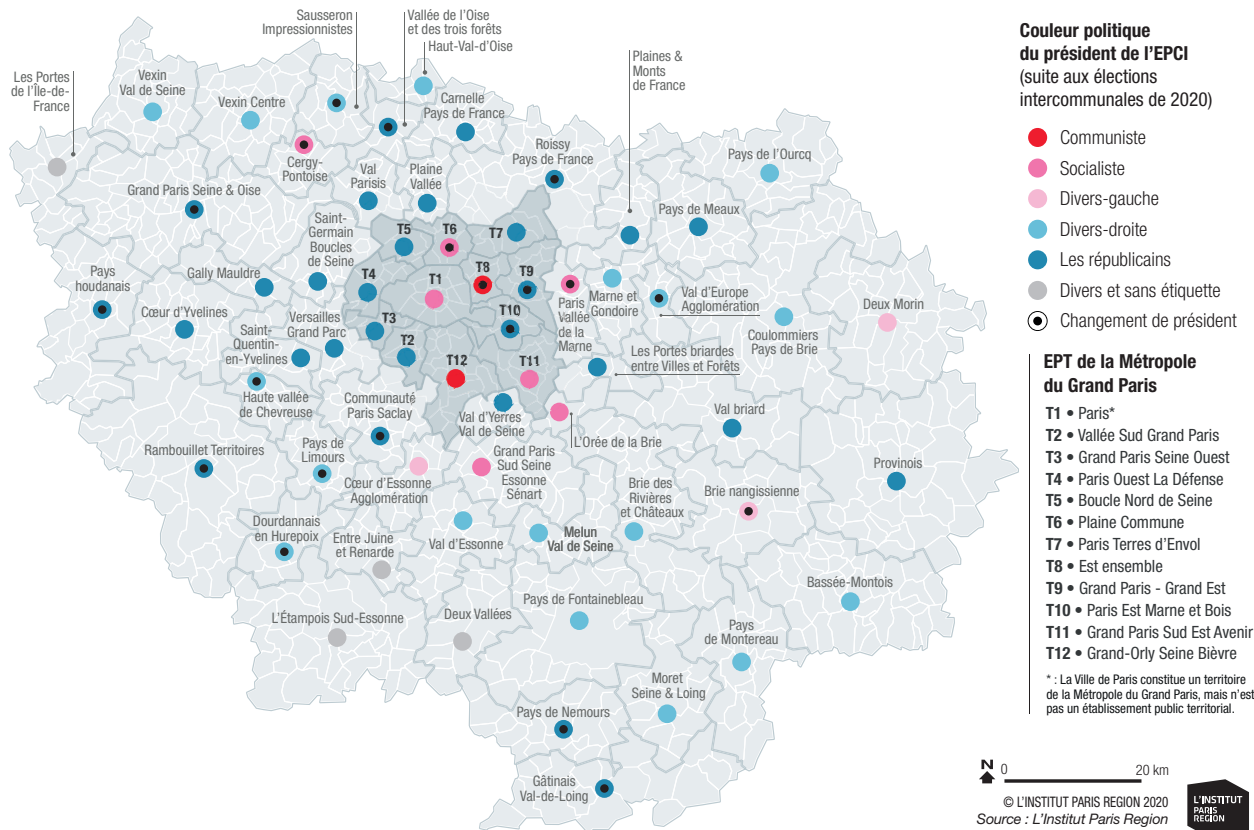 Sausseron
Impressionnistes
Vallée de l'Oise
et des trois forêts
Haut-Val-d'Oise
Plaines &
Monts
de France
Les Portes
de l'Île-de-
France
Vexin
Val de Seine
Vexin Centre
Carnelle
Pays de France
Cergy-
Pontoise
Val
Parisis
Plaine
Vallée
Roissy
Pays de France
Pays de l'Ourcq
Grand Paris Seine & Oise
Pays de Meaux
Saint-
Germain
Boucles
de Seine
T5
T6
T7
Pays
houdanais
Gally Mauldre
T4
T1
T8
T9
Paris
Vallée
de la
Marne
Marne et
Gondoire
Val d'Europe
Agglomération
Deux Morin
Cœur d'Yvelines
Versailles
Grand Parc
T3
T10
Coulommiers
Pays de Brie
Saint-
Quentin-
en-Yvelines
T2
T12
T11
Les Portes briardes
entre Villes et Forêts
Haute vallée
de Chevreuse
Communauté
Paris Saclay
Val d'Yerres
Val de Seine
L'Orée de la Brie
Val briard
Rambouillet Territoires
Pays de
Limours
Cœur d'Essonne
Agglomération
Grand Paris
Sud Seine
Essonne
Sénart
Provinois
Brie des
Rivières
et Châteaux
Brie nangissienne
Dourdannais
en Hurepoix
Entre Juine
et Renarde
Val d'Essonne
Melun
Val de Seine
Bassée-Montois
L'Étampois Sud-Essonne
Deux Vallées
Pays de Fontainebleau
Pays
de Montereau
Moret
Seine & Loing
Pays de Nemours
Gâtinais
Val-de-Loing
Couleur politique
du président de l'EPCI
(suite aux élections
intercommunales de 2020)
Communiste
Socialiste
Divers-gauche
Divers-droite
Les républicains
Divers et sans étiquette
Changement de président
EPT de la Métropole
du Grand Paris
T1 • Paris*
T2 • Vallée Sud Grand Paris
T3 • Grand Paris Seine Ouest
T4 • Paris Ouest La Défense
T5 • Boucle Nord de Seine
T6 • Plaine Commune
T7 • Paris Terres d'Envol
T8 • Est ensemble
T9 • Grand Paris - Grand Est
T10 • Paris Est Marne et Bois
T11 • Grand Paris Sud Est Avenir
T12 • Grand-Orly Seine Bièvre
* : La Ville de Paris constitue un territoire
de la Métropole du Grand Paris, mais n'est
pas un établissement public territorial.
N
0 20 km
© L'INSTITUT PARIS REGION 2020
Source : L'Institut Paris Region
L'INSTITUT
PARIS
REGION